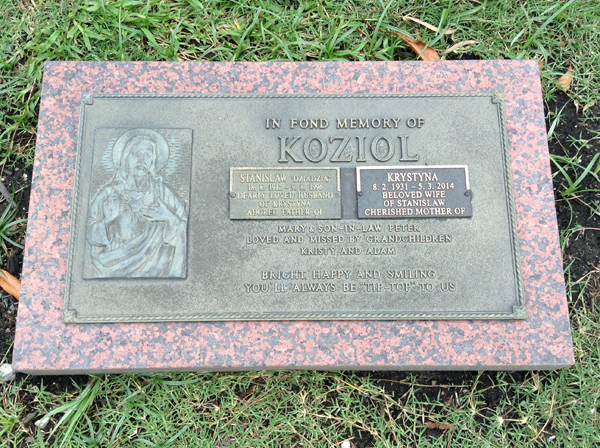 IN FOND MEMORY OF
KOZIOL
STANISLAW "DZIADZIA"
DEARLY LOVED HUSBAND
OF KRYSTYNA
ADORED FATHER OF
KRYSTYNA
8. 2. 1931 - 5. 3. 2014
BELOVED WIFE
OF STANISLAW
CHERISHED MOTHER OF
MARY & SON-IN-LAW PETER
LOVED AND MISSED BY GRANDCHILDREN
KRISTY AND ADAM
BRIGHT HAPPY AND SMILING
YOU'LL ALWAYS BE "TIP-TOP" TO US